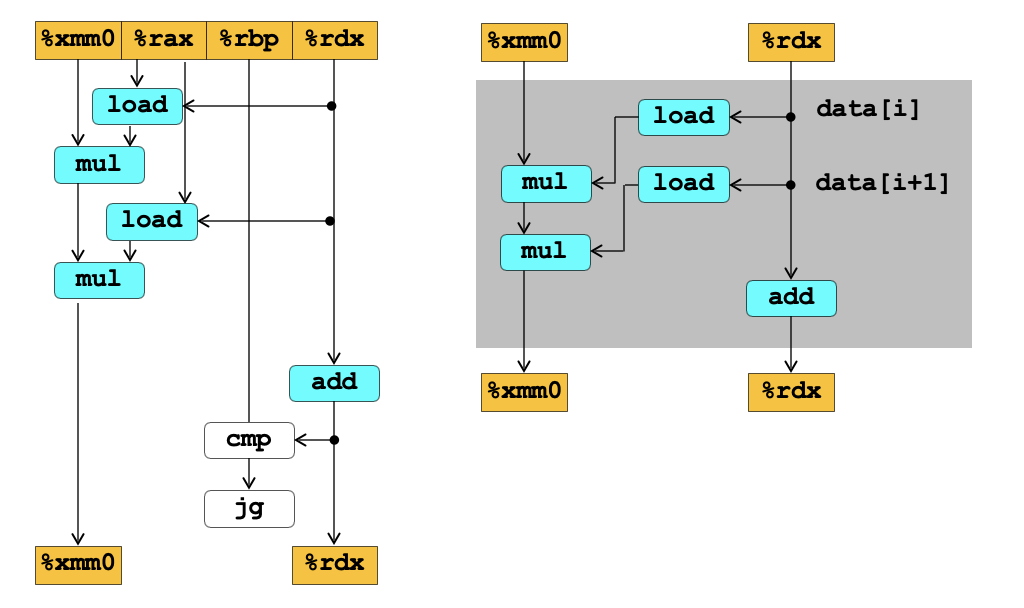 %xmm0 %rax %rbp %rdx
load
mul
load
mul
add
cmp
jg
%xmm0 %rdx
%xmm0 %rdx
load data[i]
mul load data[i+1]
mul
add
%xmm0 %rdx